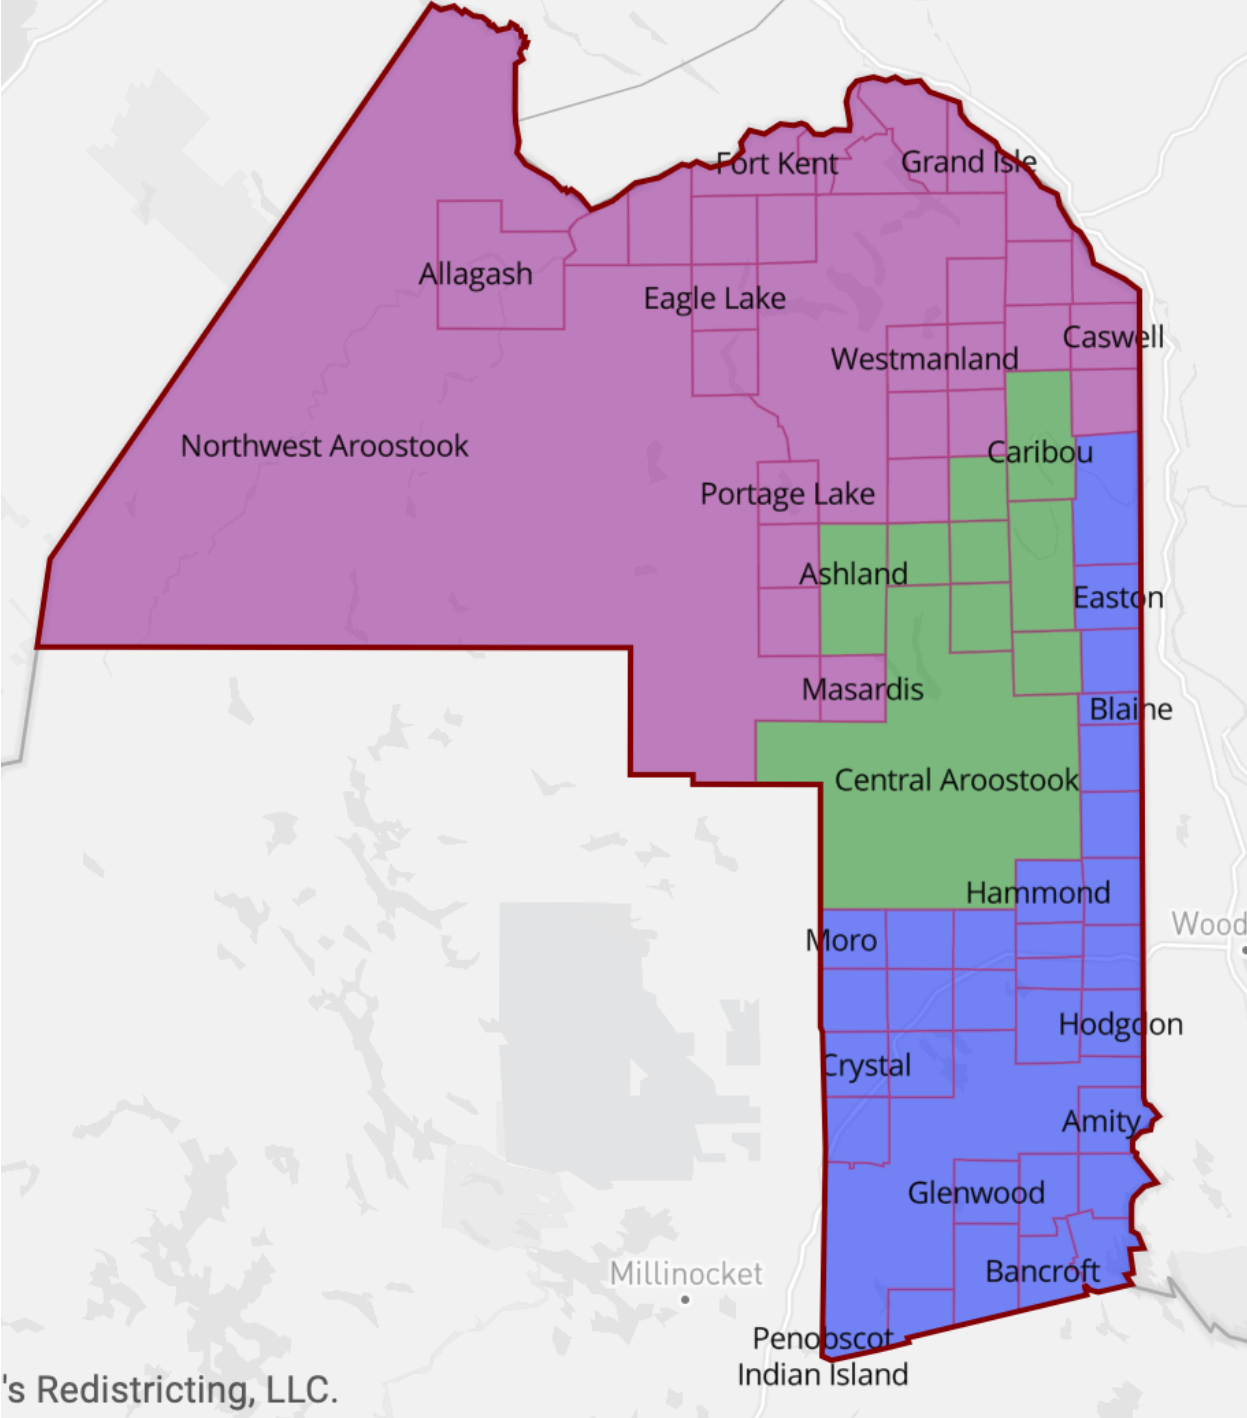 Fort Kent
Grand Isle
Allagash
Eagle Lake
Caswell
Westmanland
Northwest Aroostook
Caribou
Portage Lake
Ashland
Easton
Masardis
Blaine
Central Aroostook
Hammond
Wood
Moro
Hodgdon
Crystal
Amity
Glenwood
Bancroft
Millinocket
Penobscot
Indian Island
's Redistricting, LLC.